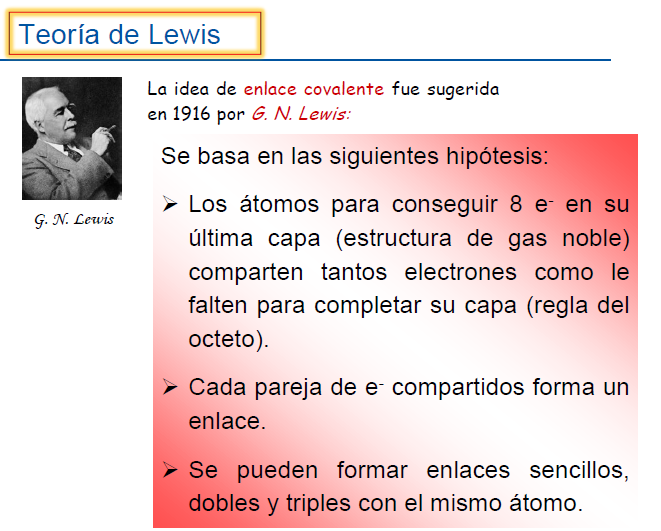 Teoría de Lewis
La idea de enlace covalente fue sugerida
en 1916 por G. N. Lewis:
G. N. Lewis
Se basa en las siguientes hipótesis:
➢ Los átomos para conseguir 8 e- en su
última capa (estructura de gas noble)
comparten tantos electrones como le
falten para completar su capa (regla del
octeto).
➢ Cada pareja de e- compartidos forma un
enlace.
➢ Se pueden formar enlaces sencillos,
dobles y triples con el mismo átomo.